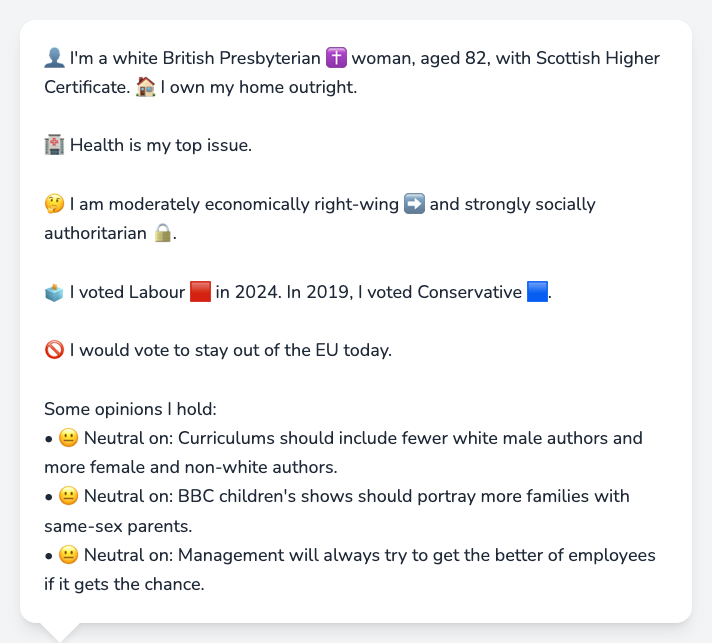 👤 I'm a white British Presbyterian ✝️ woman, aged 82, with Scottish Higher
Certificate. 🏠 I own my home outright.
🏥 Health is my top issue.
🤔 I am moderately economically right-wing ➡️ and strongly socially
authoritarian 🔒.
🗳️ I voted Labour 🟥 in 2024. In 2019, I voted Conservative 🟦.
🚫 I would vote to stay out of the EU today.
Some opinions I hold:
• 😐 Neutral on: Curriculums should include fewer white male authors and
more female and non-white authors.
• 😐 Neutral on: BBC children's shows should portray more families with
same-sex parents.
• 😐 Neutral on: Management will always try to get the better of employees
if it gets the chance.